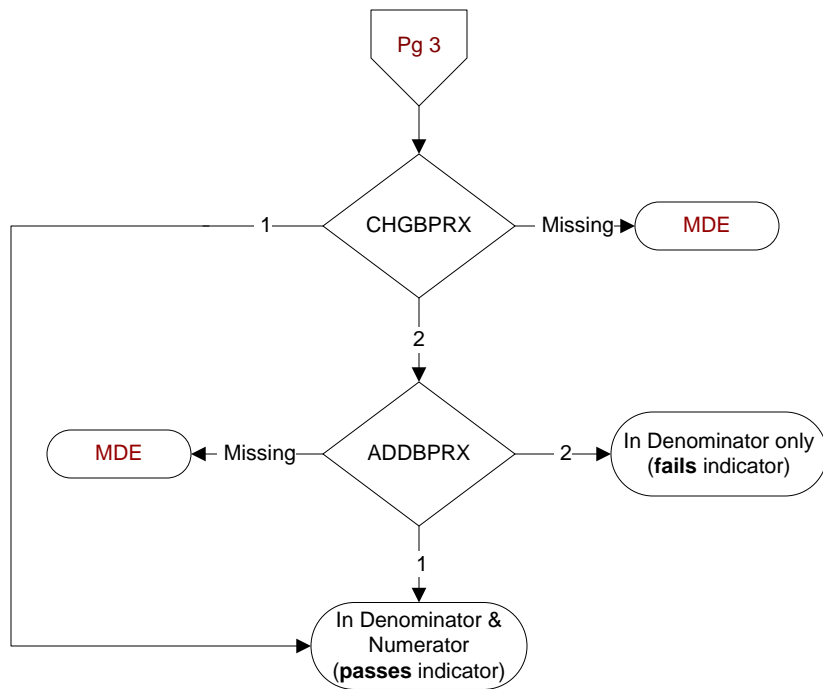 Pg 3
1
CHGBPRX
Missing
MDE
2
MDE
Missing
ADDBPRX
2
In Denominator only
(fails indicator)
1
In Denominator &
Numerator
(passes indicator)